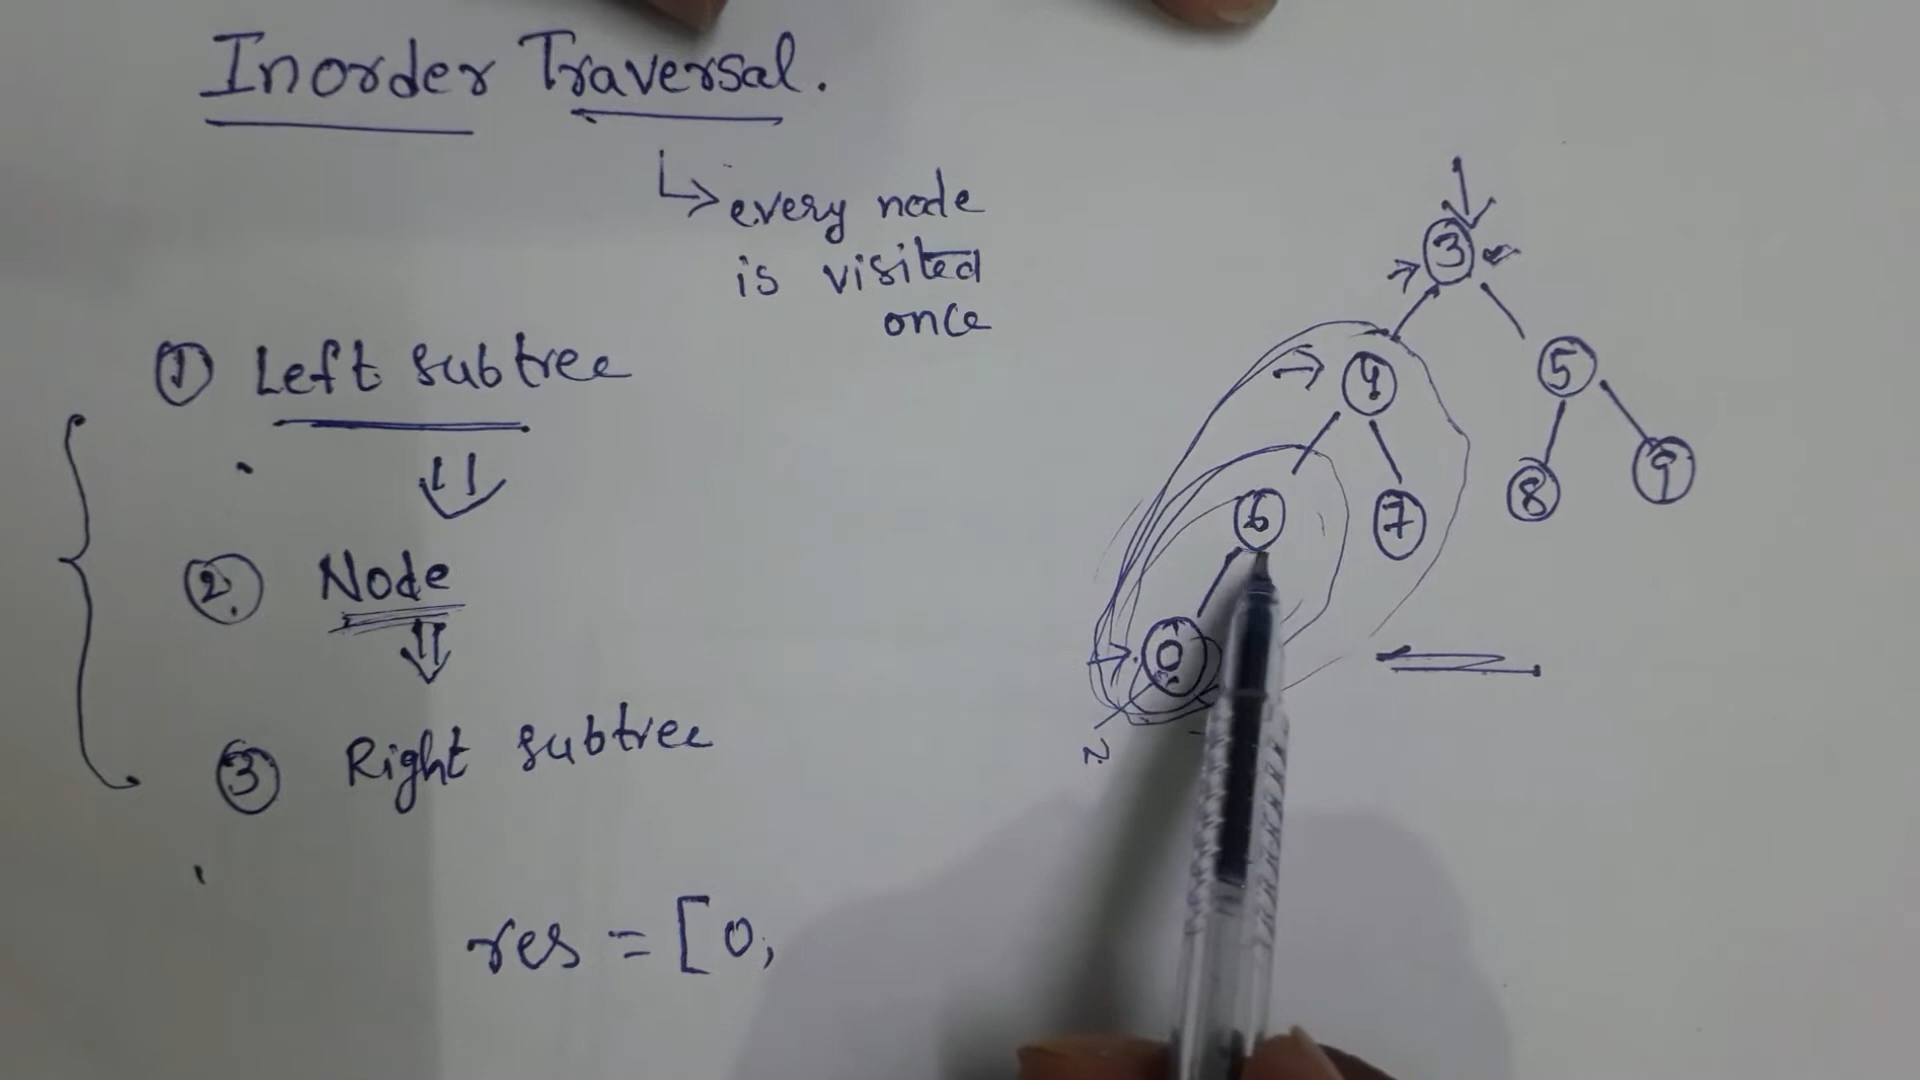 Inorder Traversal.
every node
is visited
once
① Left subtree
② Node
③ Right subtree
res = [0,
3
4
5
6
7
8
9
0
N